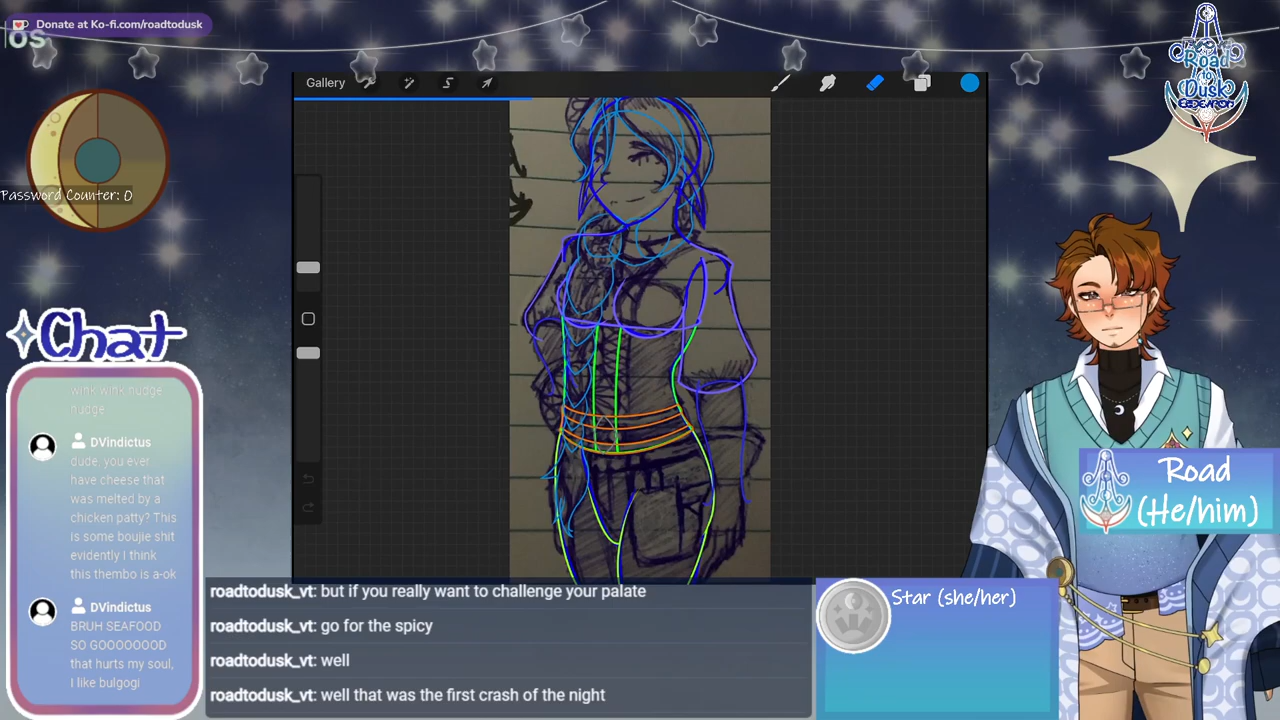 Donate at Ko-fi.com/roadtodusk
os
Road
to
Dusk
Gallery
Password Counter: 0
Chat
wink wink nudge
nudge
DVindictus
dude, you ever
have cheese that
was melted by a
chicken patty? This
is some boujie shit
evidently I think
this thembo is a-ok
DVindictus
BRUH SEAFOOD
SO GOOOOOOOD
that hurts my soul,
I like bulgogi
roadtodusk_vt: but if you really want to challenge your palate
roadtodusk_vt: go for the spicy
roadtodusk_vt: well
roadtodusk_vt: well that was the first crash of the night
Star (she/her)
Road
(He/him)